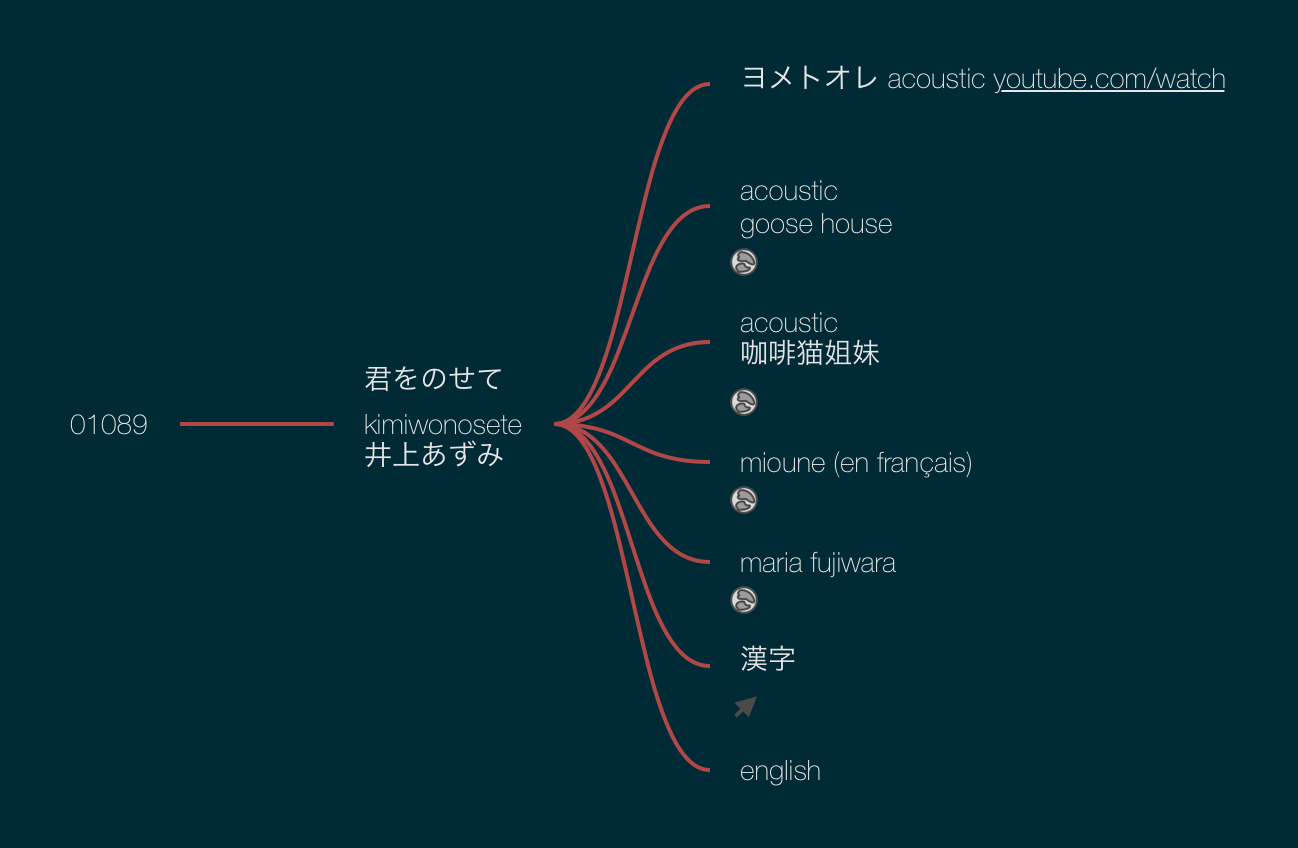 01089
君をのせて
kimiwonosete
井上あずみ
ヨメトオレ acoustic youtube.com/watch
acoustic
goose house
acoustic
咖啡猫姐妹
mioune (en français)
maria fujiwara
漢字
english